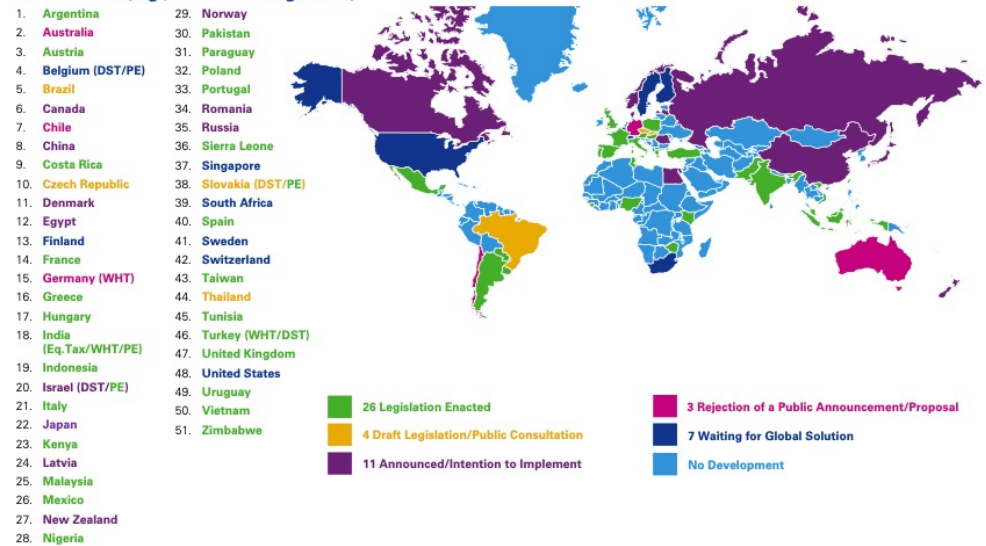 1. Argentina
2. Australia
3. Austria
4. Belgium (DST/PE)
5. Brazil
6. Canada
7. Chile
8. China
9. Costa Rica
10. Czech Republic
11. Denmark
12. Egypt
13. Finland
14. France
15. Germany (WHT)
16. Greece
17. Hungary
18. India
(Eq.Tax/WHT/PE)
19. Indonesia
20. Israel (DST/PE)
21. Italy
22. Japan
23. Kenya
24. Latvia
25. Malaysia
26. Mexico
27. New Zealand
28. Nigeria
29. Norway
30. Pakistan
31. Paraguay
32. Poland
33. Portugal
34. Romania
35. Russia
36. Sierra Leone
37. Singapore
38. Slovakia (DST/PE)
39. South Africa
40. Spain
41. Sweden
42. Switzerland
43. Taiwan
44. Thailand
45. Tunisia
46. Turkey (WHT/DST)
47. United Kingdom
48. United States
49. Uruguay
50. Vietnam
51. Zimbabwe
26 Legislation Enacted
4 Draft Legislation/Public Consultation
11 Announced/Intention to Implement
3 Rejection of a Public Announcement/Proposal
7 Waiting for Global Solution
No Development